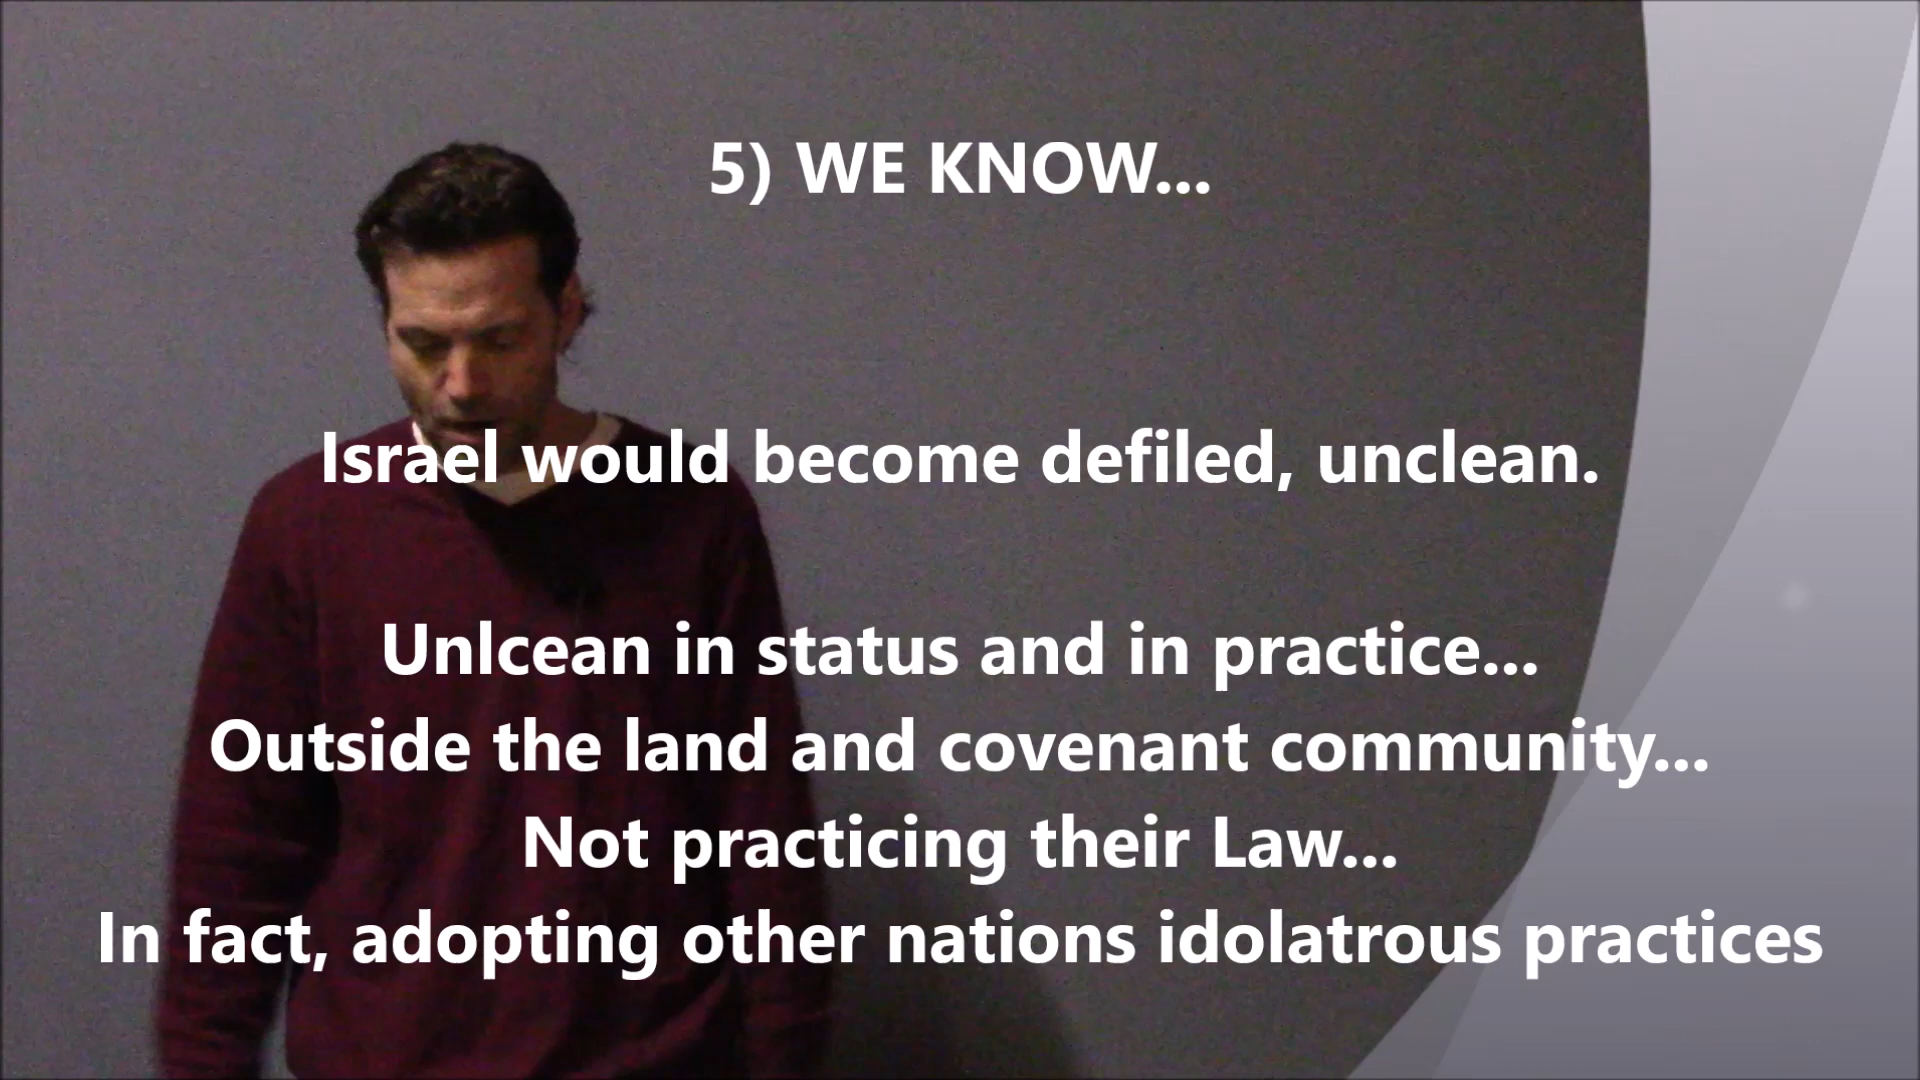 5) WE KNOW...
Israel would become defiled, unclean.
Unlcean in status and in practice...
Outside the land and covenant community...
Not practicing their Law...
In fact, adopting other nations idolatrous practices